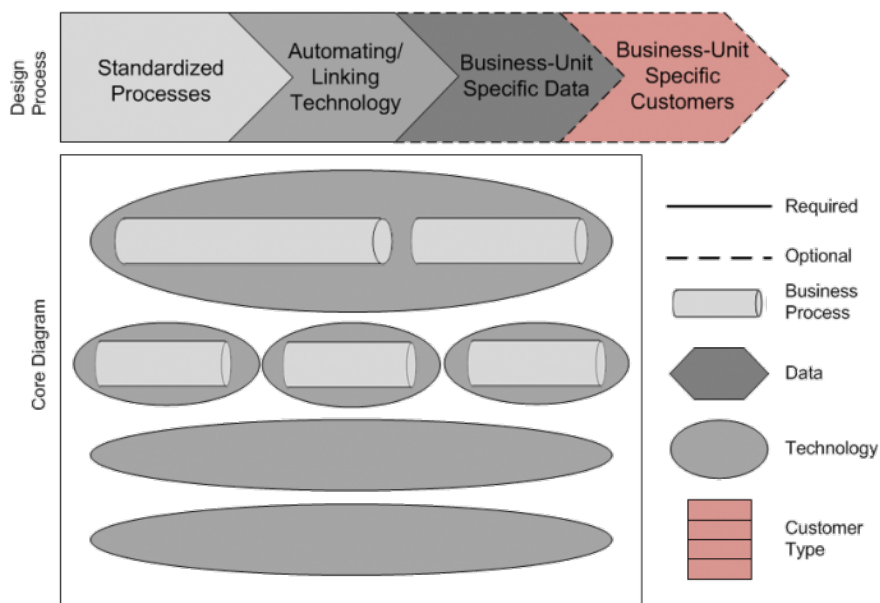 Design
Process
Standardized
Processes
Automating/
Linking
Technology
Business-Unit
Specific Data
Business-Unit
Specific
Customers
Core Diagram
Required
Optional
Business
Process
Data
Technology
Customer
Type